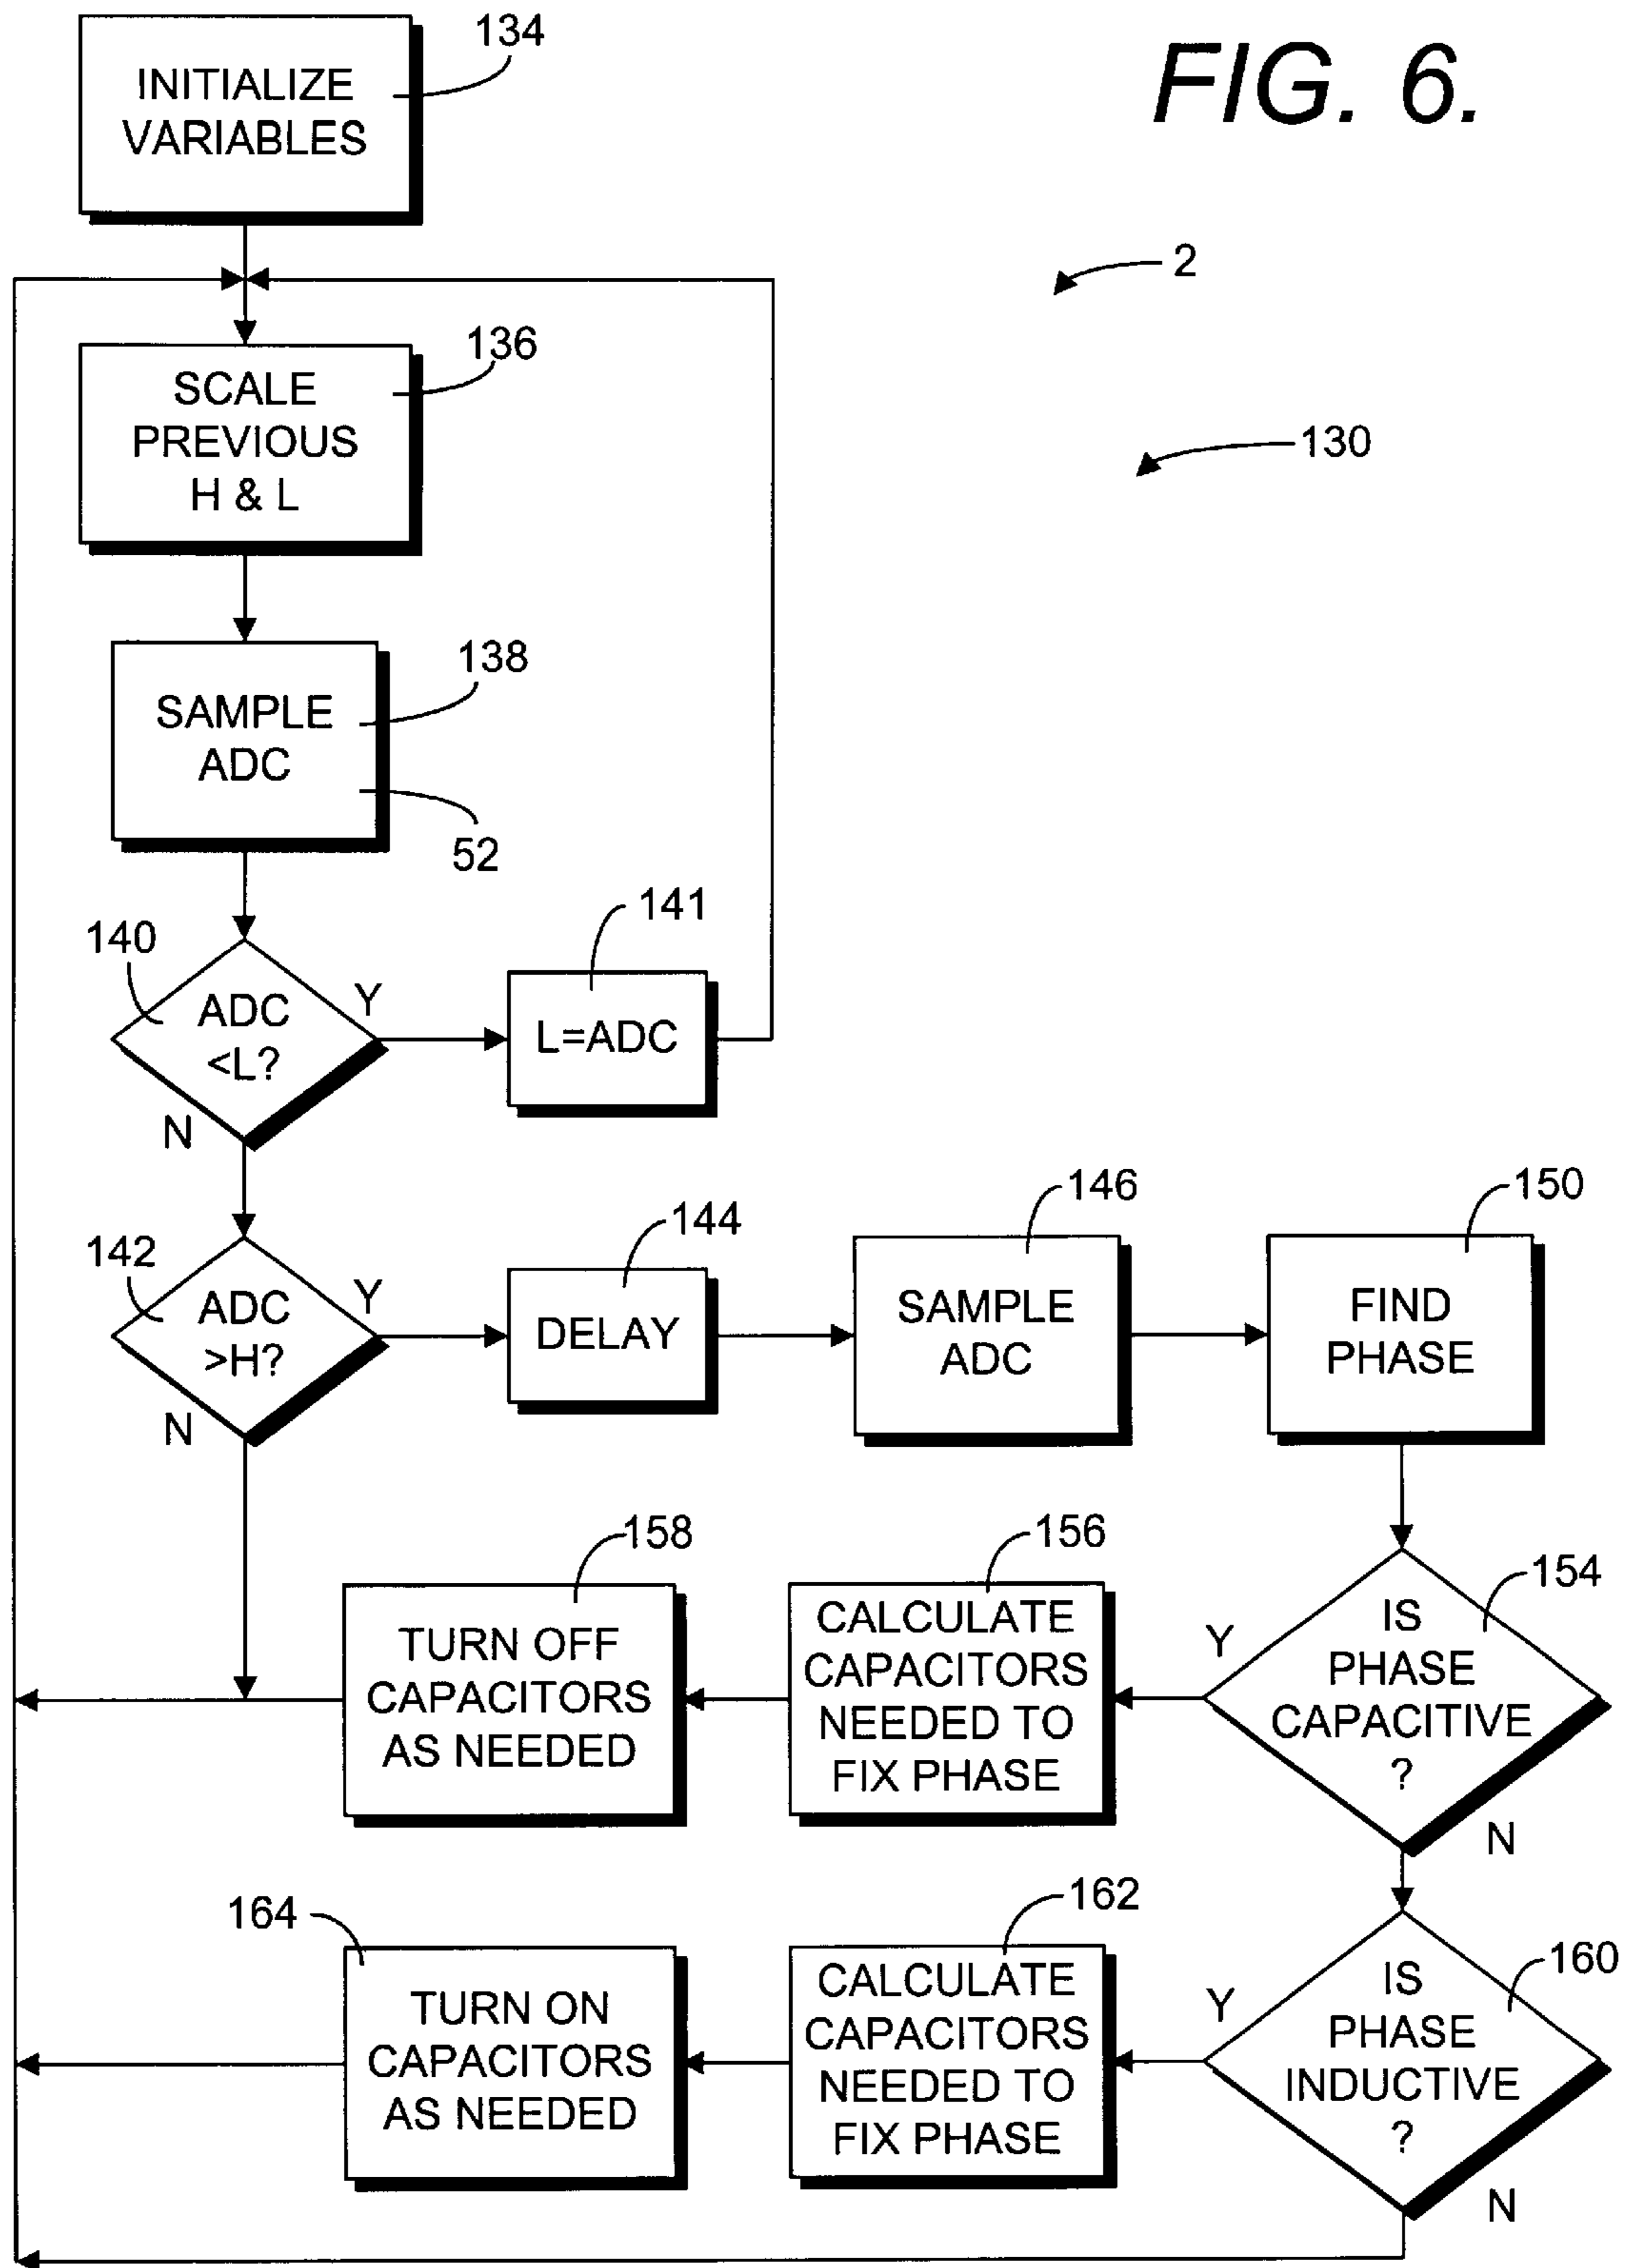 134
FIG. 6.
INITIALIZE
VARIABLES
2
136
130
SCALE
PREVIOUS
H & L
138
SAMPLE
ADC
52
141
140
ADC
<L?
Y
L=ADC
N
146
150
144
142
ADC
>H?
Y
DELAY
SAMPLE
ADC
FIND
PHASE
N
158
156
154
TURN OFF
CAPACITORS
AS NEEDED
CALCULATE
CAPACITORS
NEEDED TO
FIX PHASE
Y
IS
PHASE
CAPACITIVE
?
N
164
162
160
TURN ON
CAPACITORS
AS NEEDED
CALCULATE
CAPACITORS
NEEDED TO
FIX PHASE
Y
IS
PHASE
INDUCTIVE
?
N